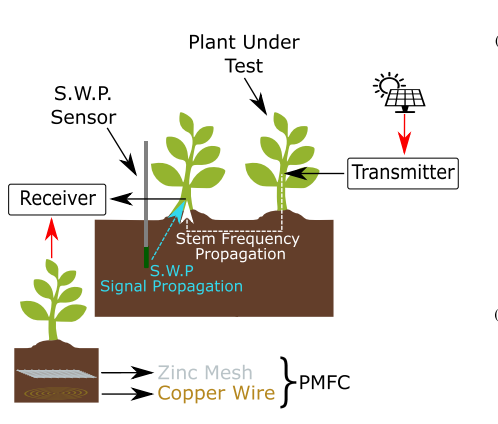 Plant Under
Test
S.W.P.
Sensor
Transmitter
Receiver
Stem Frequency
Propagation
S.W.P
Signal Propagation
Zinc Mesh
Copper Wire
PMFC